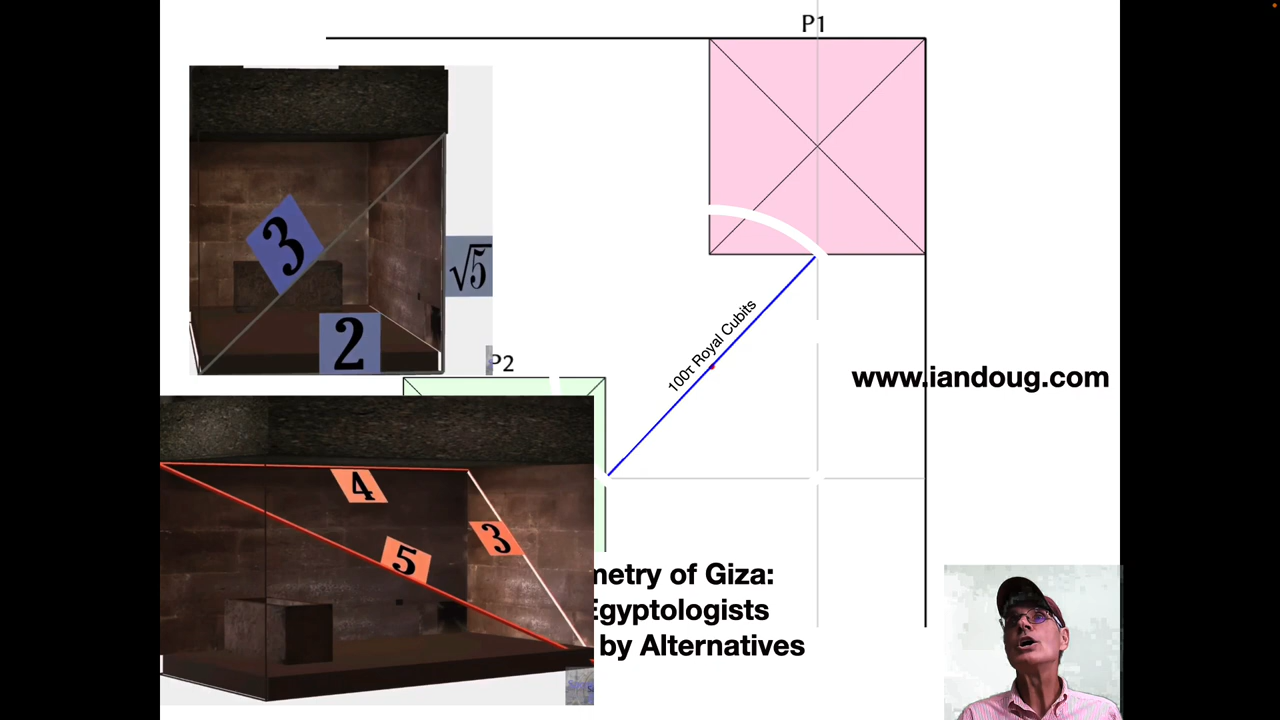 P1
3
√5
2
P2
100τ Royal Cubits
www.iandoug.com
4
3
5
metry of Giza:
Egyptologists
by Alternatives